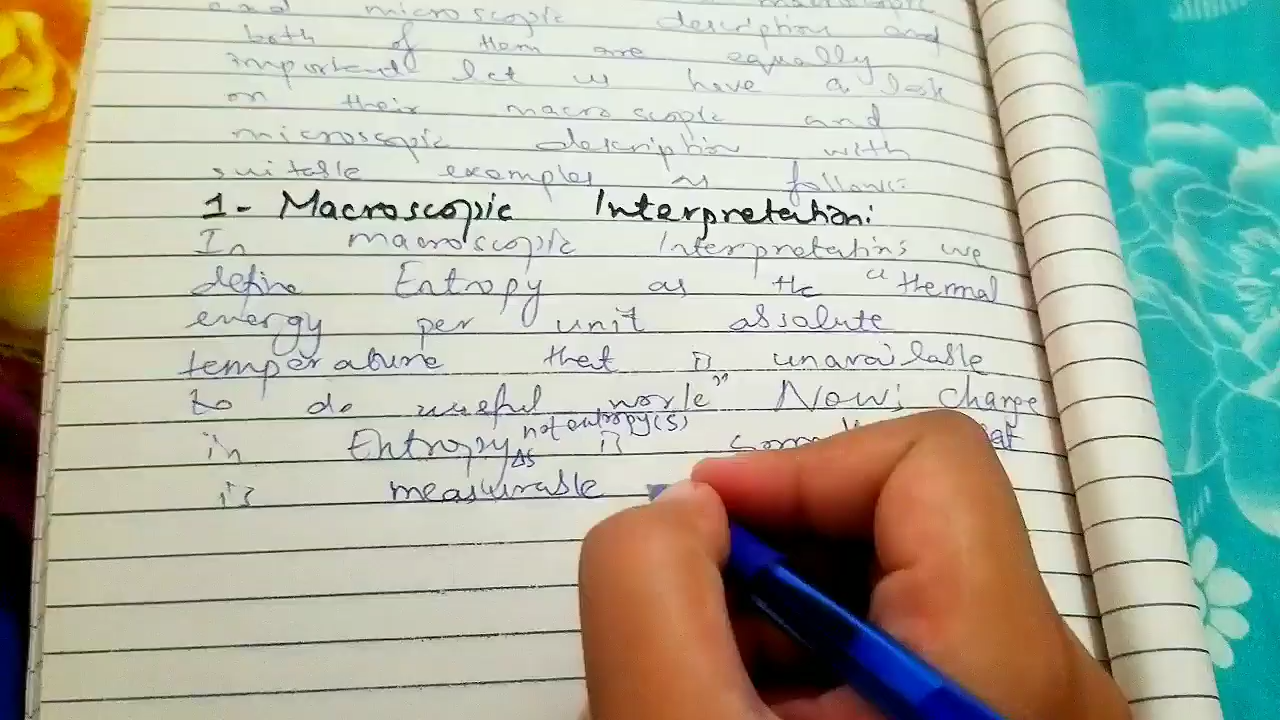 and microscopic description and
both of them are equally
important let us have a look
on their macroscopic and
microscopic description with
suitable examples as follows:
1- Macroscopic Interpretation:
In macroscopic Interpretations we
define Entropy as the "thermal
energy per unit absolute
temperature that is unavailable
to do useful work" Now; change
not entropy(s)
in Entropy ΔS is
is measurable